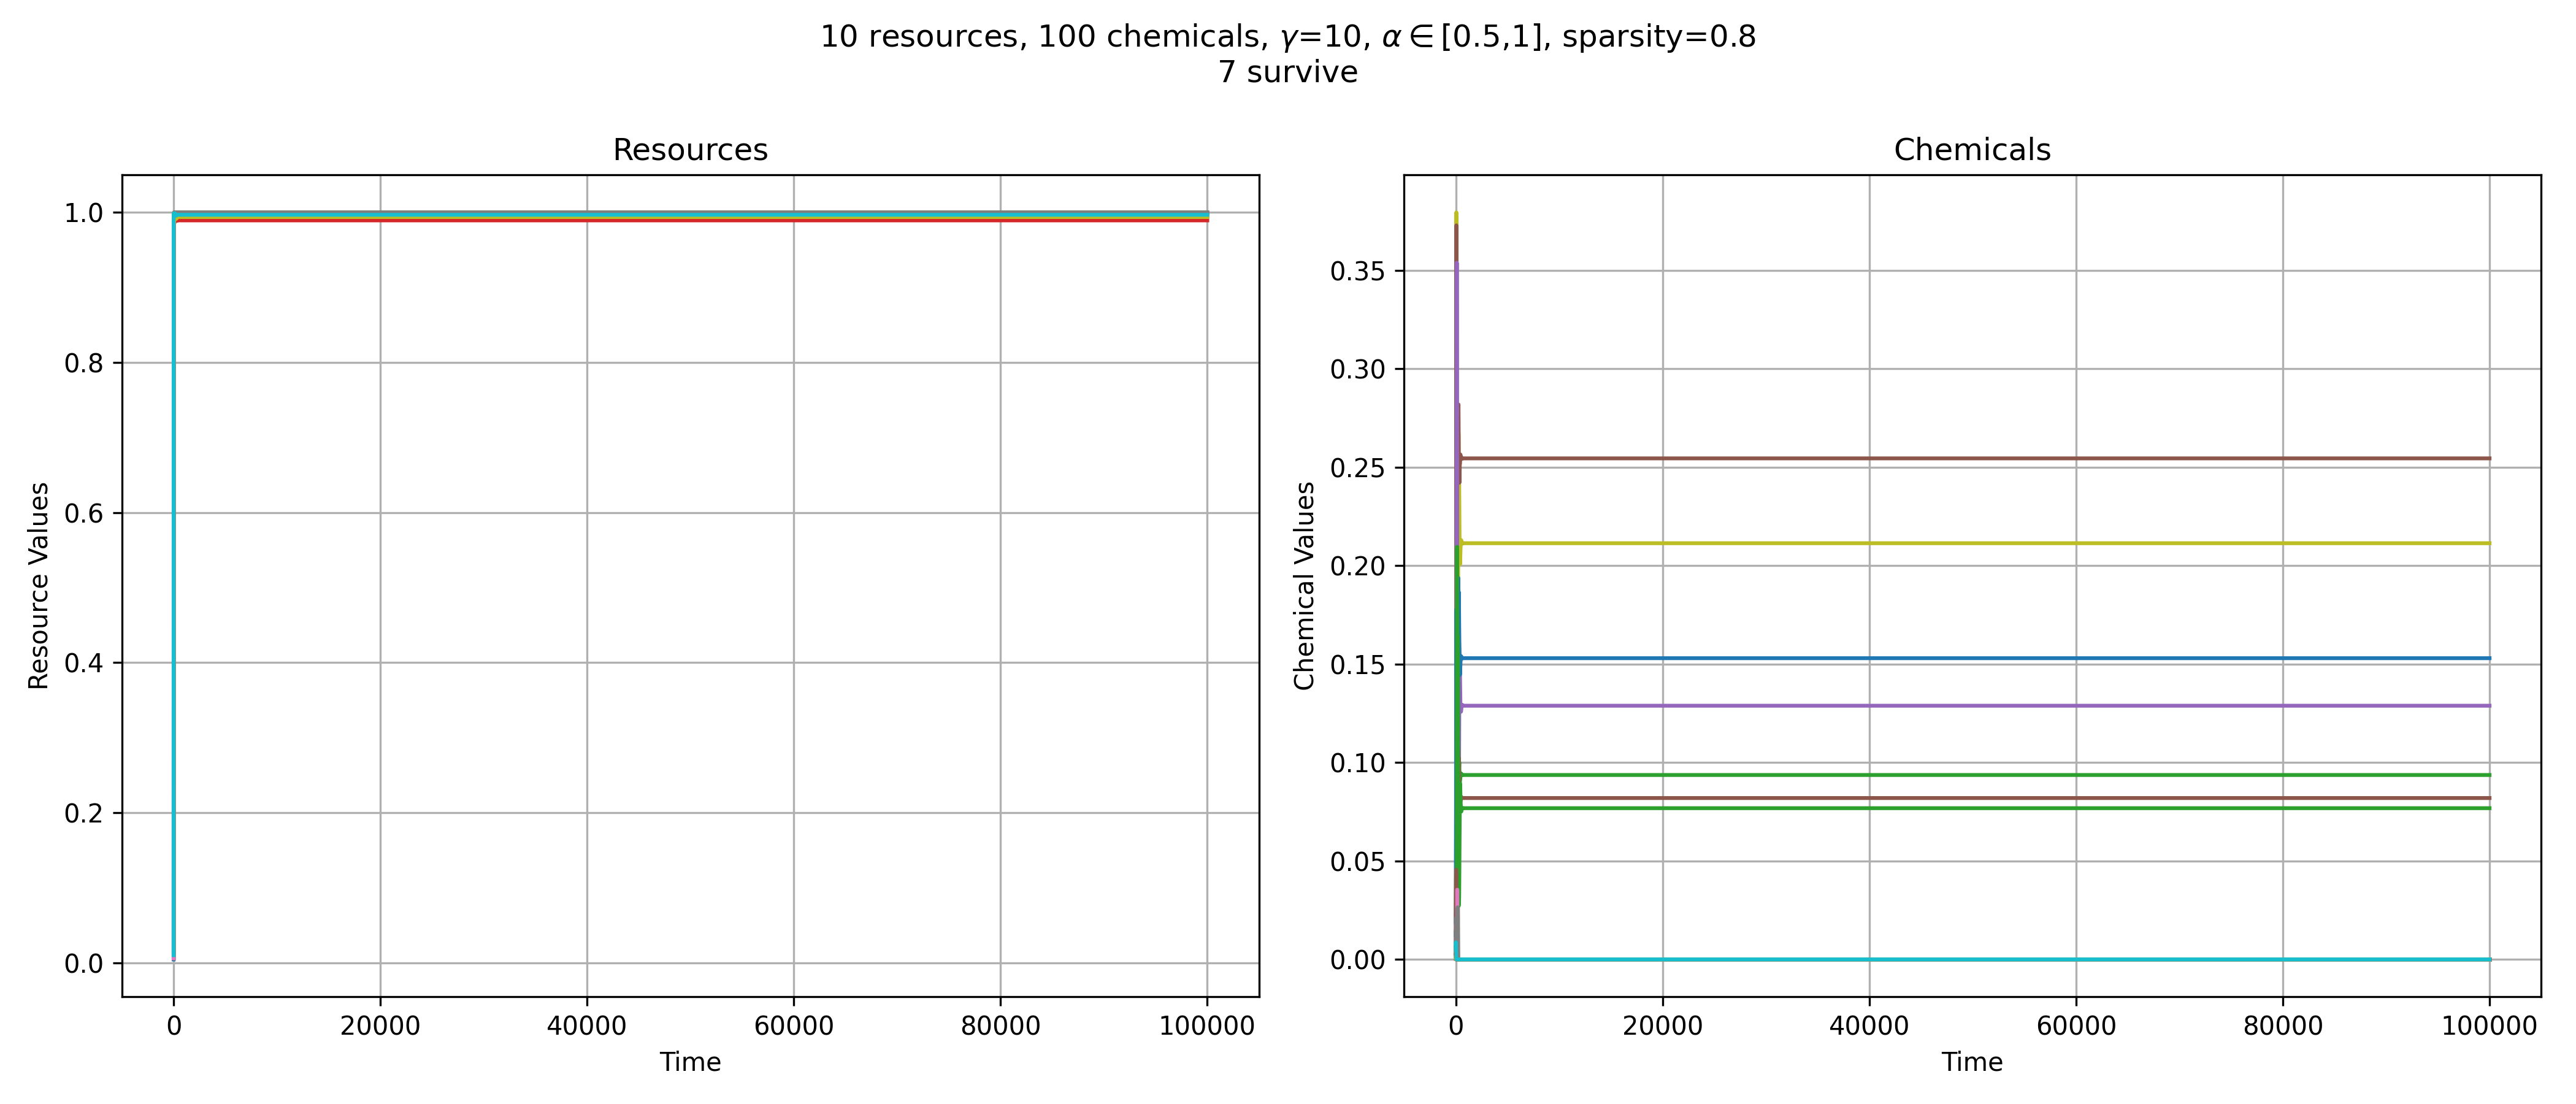 10 resources, 100 chemicals, γ=10, α ∈ [0.5,1], sparsity=0.8
7 survive
Resources
Resource Values
1.0
0.8
0.6
0.4
0.2
0.0
0 20000 40000 60000 80000 100000
Time
Chemicals
Chemical Values
0.35
0.30
0.25
0.20
0.15
0.10
0.05
0.00
0 20000 40000 60000 80000 100000
Time